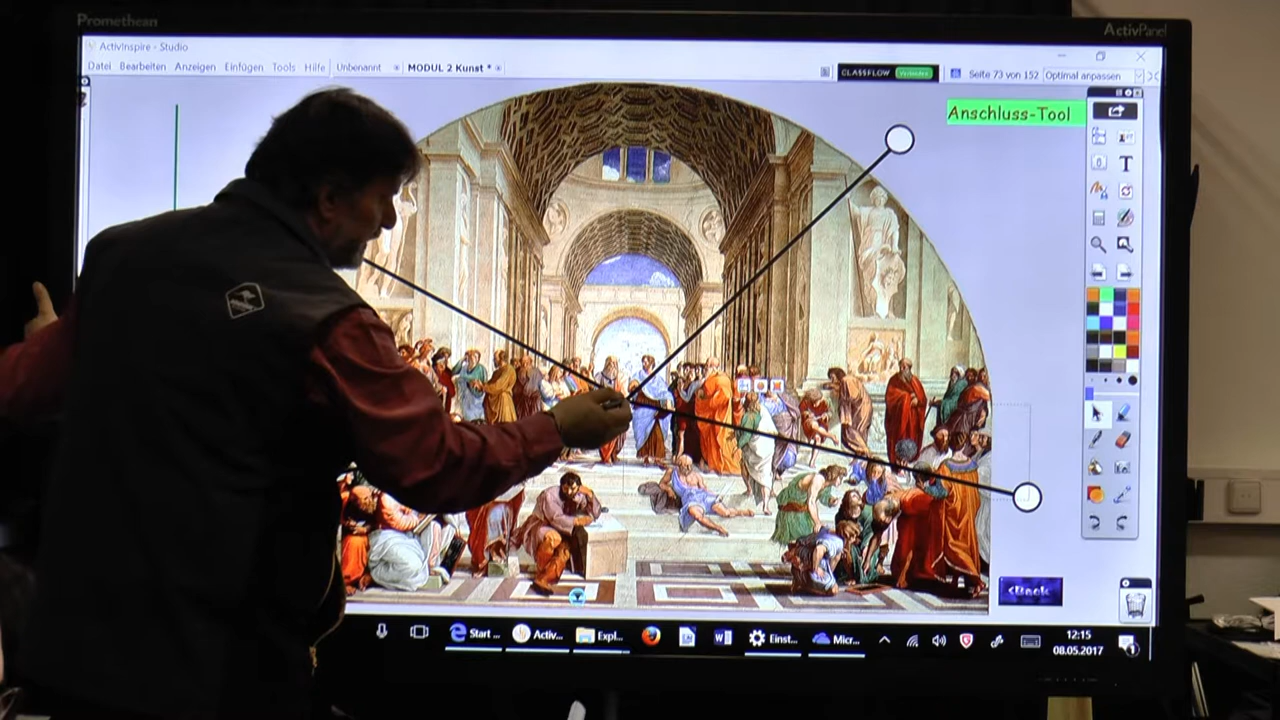 Promethean
ActivPanel
ActivInspire - Studio
Datei Bearbeiten Anzeigen Einfügen Tools Hilfe Unbenannt MODUL 2 Kunst *
CLASSFLOW Seite 73 von 152 Optimal anpassen
Anschluss-Tool
T
<Back
Start ... Activ... Expl... Einst... Micr...
12:15
08.05.2017